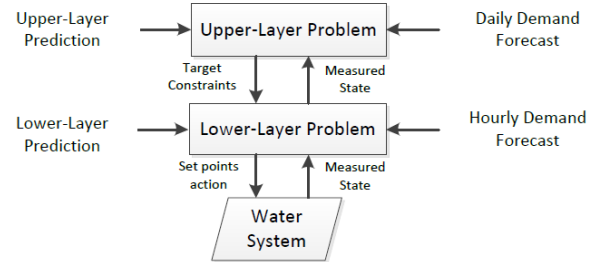 Upper-Layer
Prediction
Upper-Layer Problem
Daily Demand
Forecast
Target
Constraints
Measured
State
Lower-Layer
Prediction
Lower-Layer Problem
Hourly Demand
Forecast
Set points
action
Measured
State
Water
System